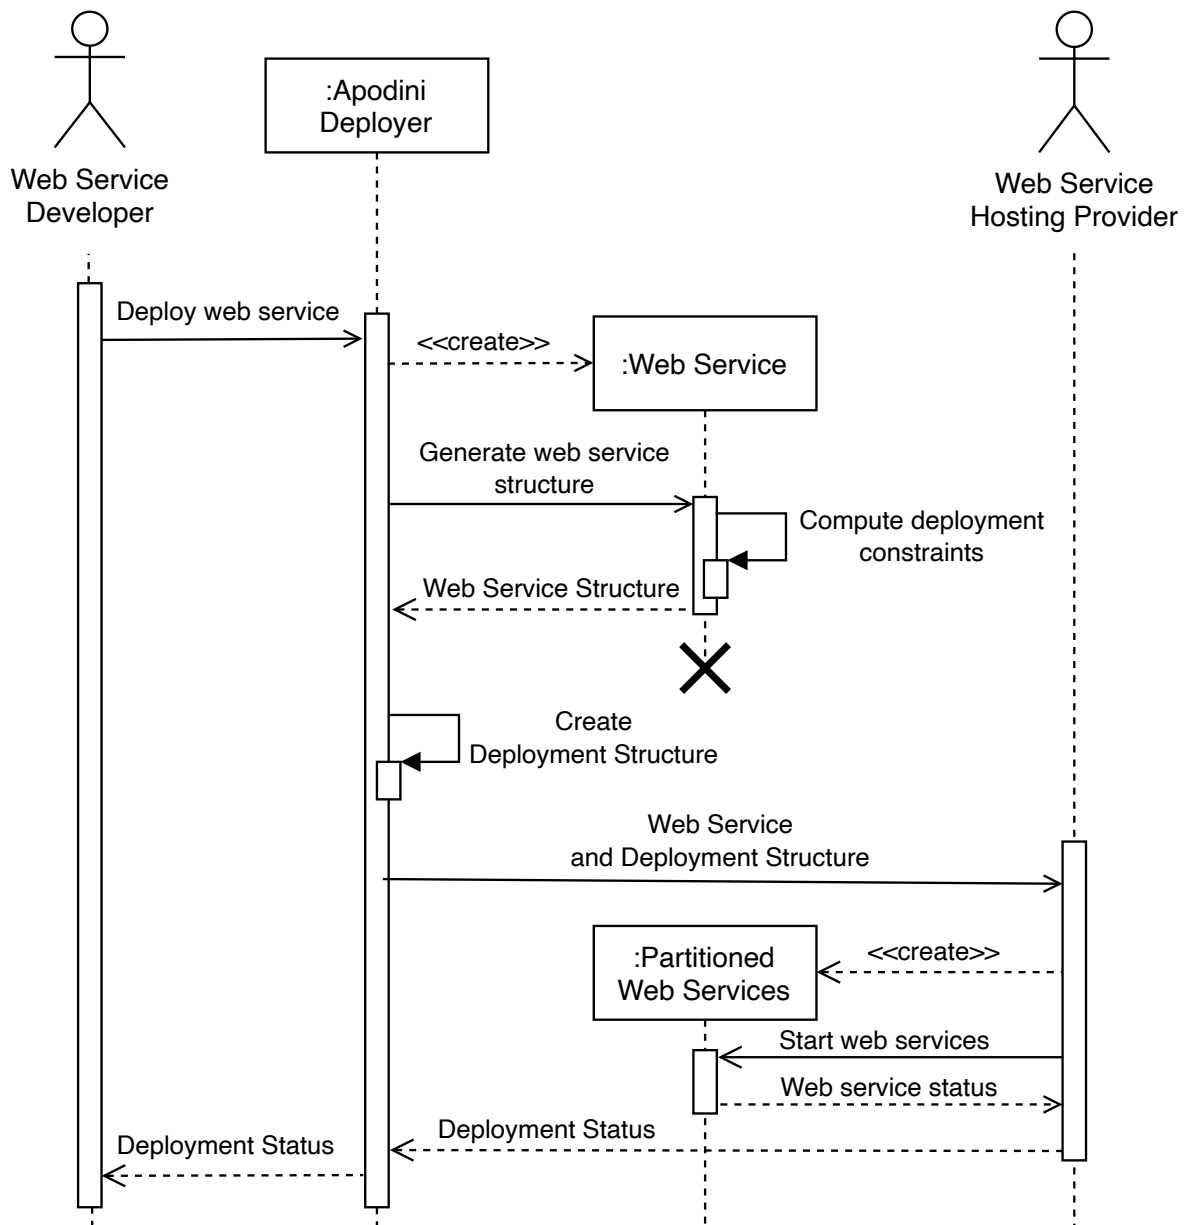 :Apodini
Deployer
Web Service
Developer
Web Service
Hosting Provider
Deploy web service
<<create>>
:Web Service
Generate web service
structure
Compute deployment
constraints
Web Service Structure
Create
Deployment Structure
Web Service
and Deployment Structure
:Partitioned
Web Services
<<create>>
Start web services
Web service status
Deployment Status
Deployment Status